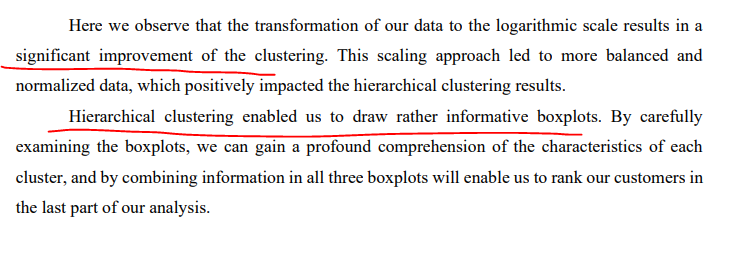 Here we observe that the transformation of our data to the logarithmic scale results in a
significant improvement of the clustering. This scaling approach led to more balanced and
normalized data, which positively impacted the hierarchical clustering results.
Hierarchical clustering enabled us to draw rather informative boxplots. By carefully
examining the boxplots, we can gain a profound comprehension of the characteristics of each
cluster, and by combining information in all three boxplots will enable us to rank our customers in
the last part of our analysis.